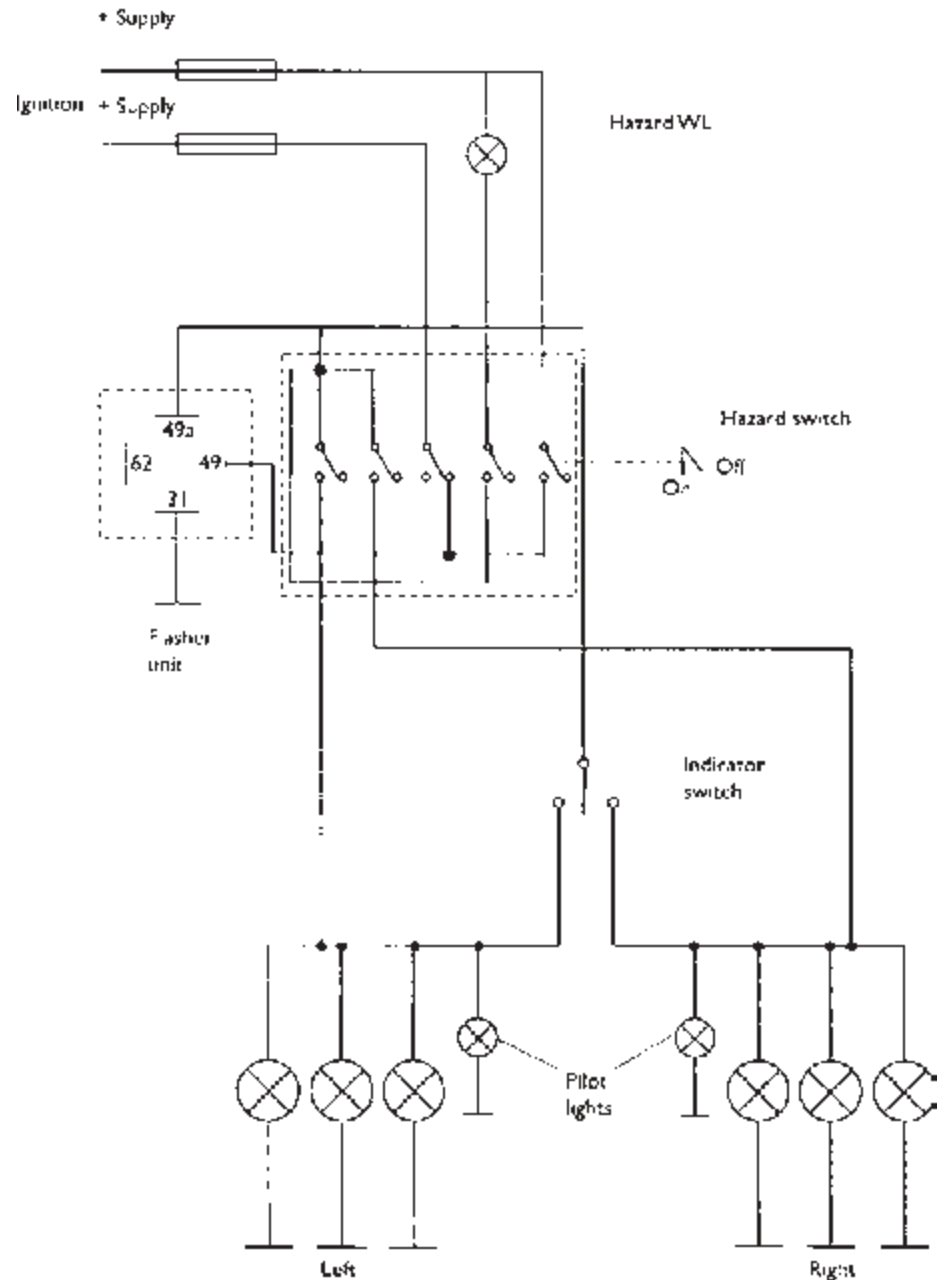 + Supply
Ignition + Supply
Hazard WL
49a
62
49
31
Hazard switch
Off
On
Flasher
unit
Indicator
switch
Pilot
lights
Left
Right